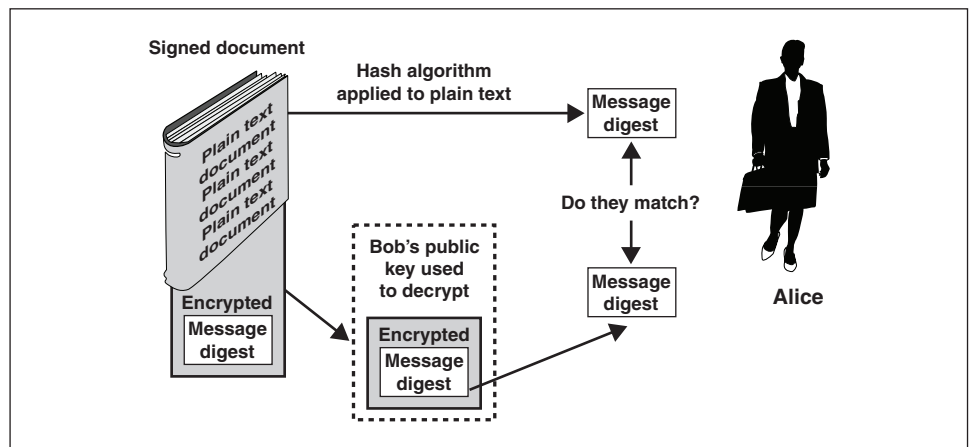 Signed document
Hash algorithm
applied to plain text
Message
digest
Plain text
document
Plain text
document
Plain text
document
Do they match?
Bob's public
key used
to decrypt
Message
digest
Alice
Encrypted
Message
digest
Encrypted
Message
digest